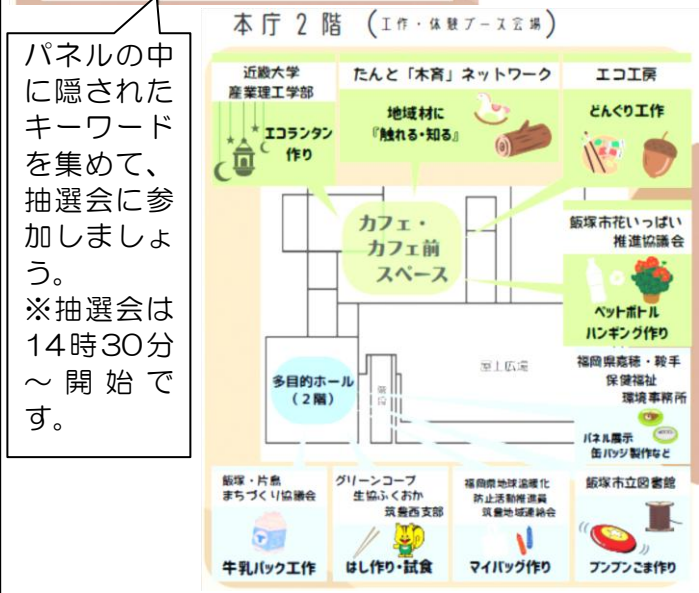 パネルの中
に隠された
キーワード
を集めて、
抽選会に参
加しましょ
う。
※抽選会は
14時30分
～開始で
す。
本庁2階（工作・体験ブース会場）
近畿大学
産業理工学部
エコランタン
作り
たんと「木育」ネットワーク
地域材に
『触れる・知る』
エコ工房
どんぐり工作
カフェ・
カフェ前
スペース
飯塚市花いっぱい
推進協議会
ペットボトル
ハンギング作り
多目的ホール
（2階）
階段
屋上広場
福岡県嘉穂・鞍手
保健福祉
環境事務所
パネル展示
缶バッジ製作など
飯塚・片島
まちづくり協議会
牛乳パック工作
グリーンコープ
生協ふくおか
筑豊西支部
はし作り・試食
福岡県地球温暖化
防止活動推進員
筑豊地域連絡会
マイバッグ作り
飯塚市立図書館
ブンブンごま作り